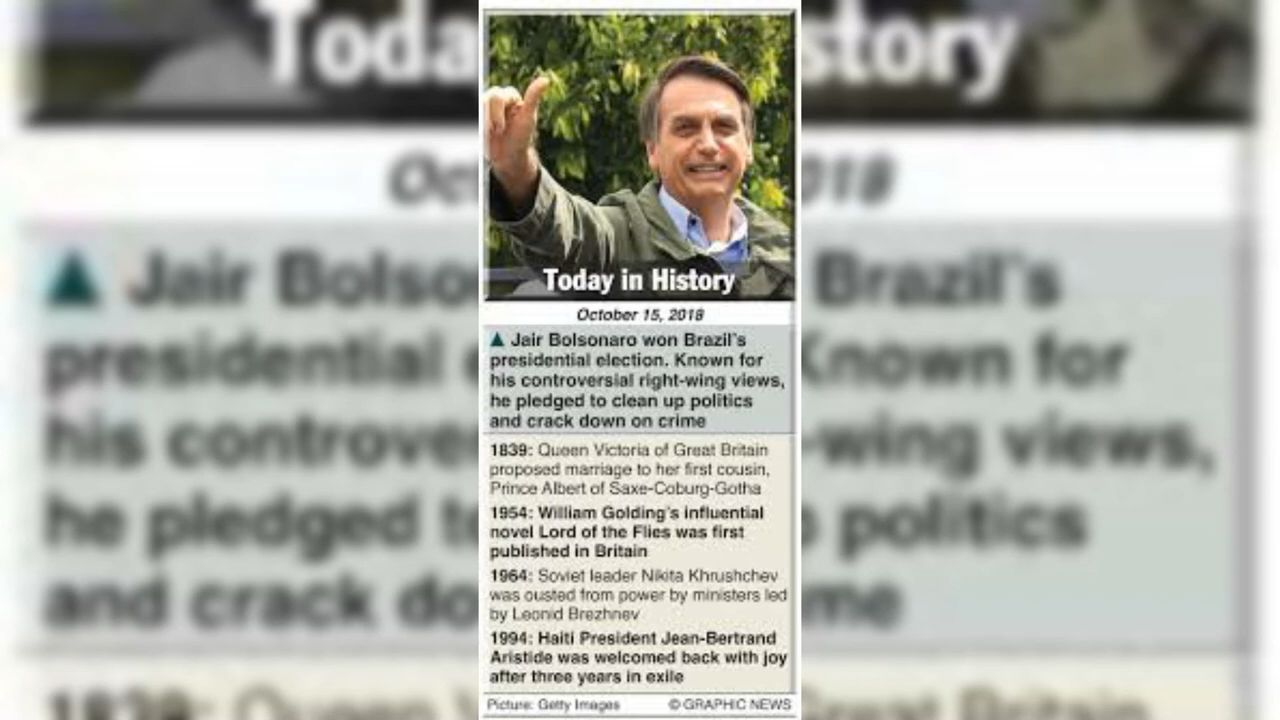 Today in History
October 15, 2018
▲ Jair Bolsonaro won Brazil's
presidential election. Known for
his controversial right-wing views,
he pledged to clean up politics
and crack down on crime
1839: Queen Victoria of Great Britain
proposed marriage to her first cousin,
Prince Albert of Saxe-Coburg-Gotha
1954: William Golding's influential
novel Lord of the Flies was first
published in Britain
1964: Soviet leader Nikita Khrushchev
was ousted from power by ministers led
by Leonid Brezhnev
1994: Haiti President Jean-Bertrand
Aristide was welcomed back with joy
after three years in exile
Picture: Getty Images © GRAPHIC NEWS